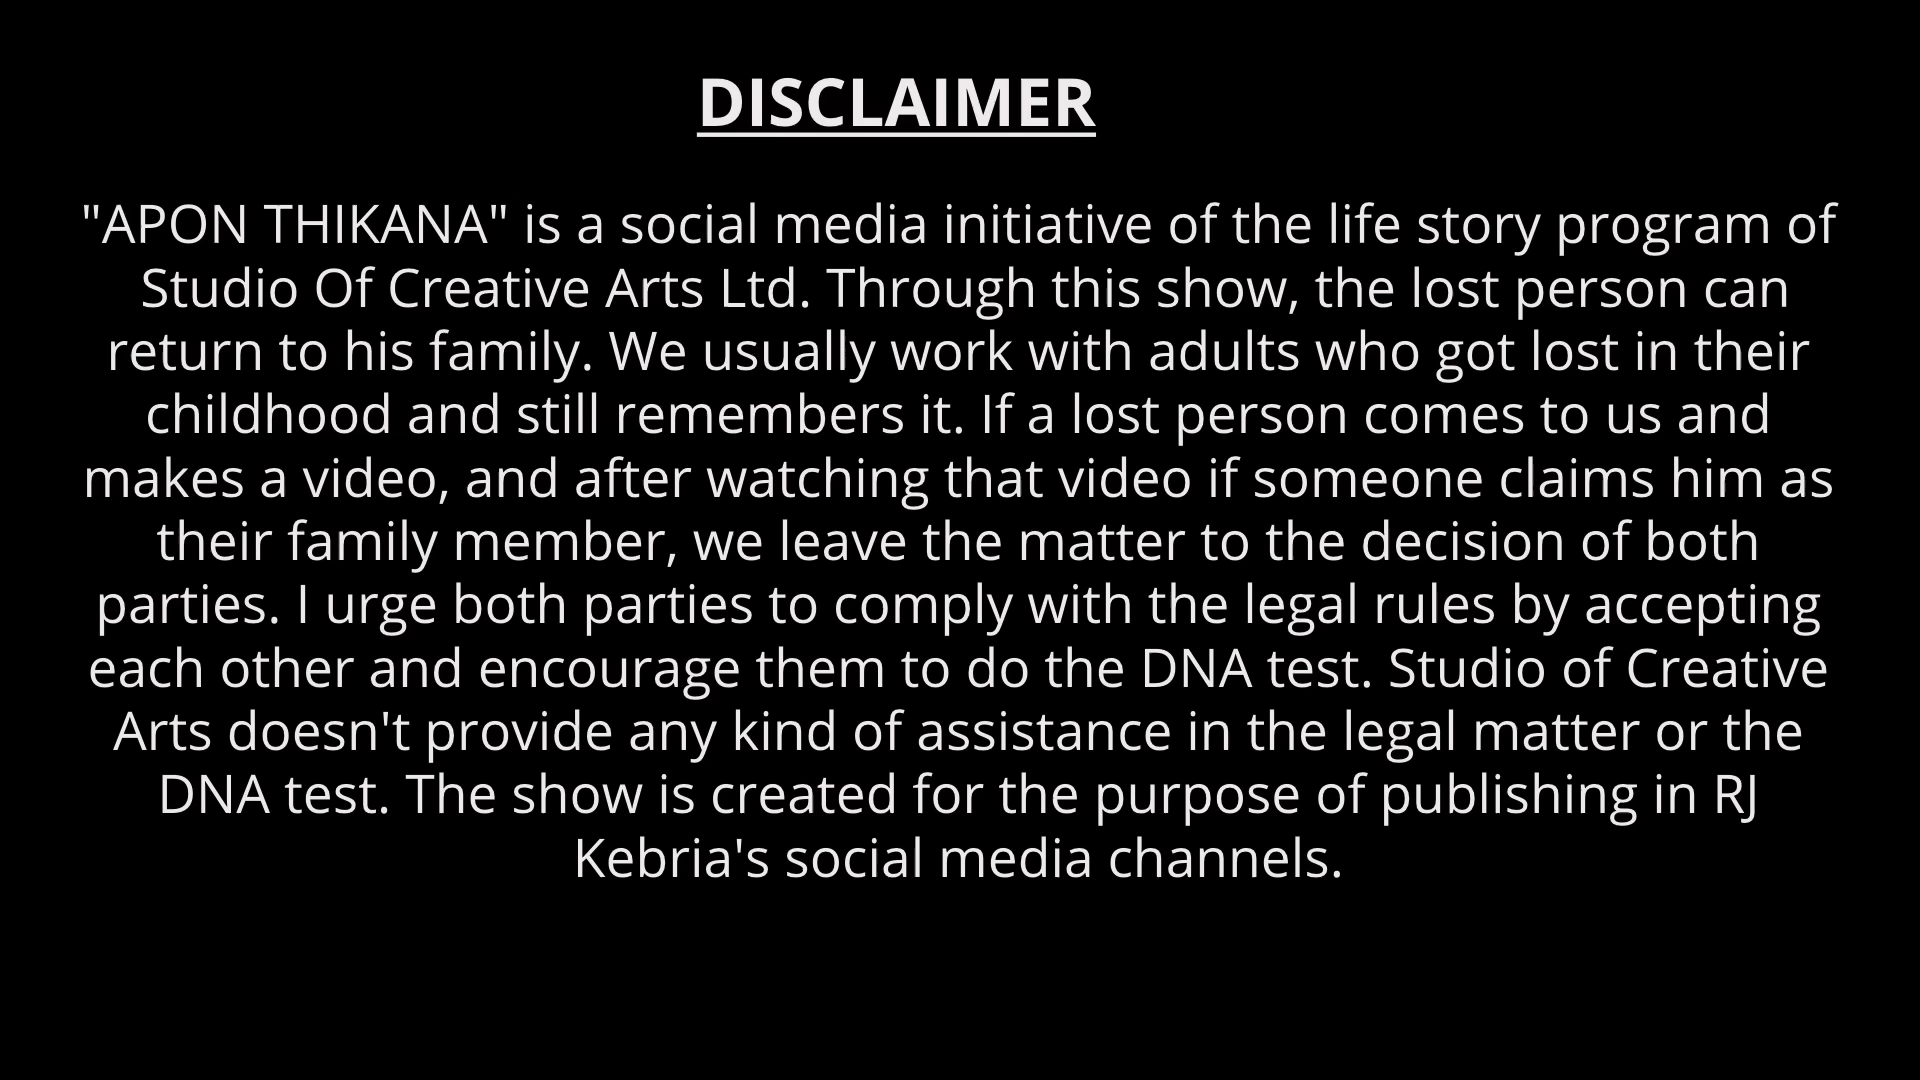 DISCLAIMER
"APON THIKANA" is a social media initiative of the life story program of
Studio Of Creative Arts Ltd. Through this show, the lost person can
return to his family. We usually work with adults who got lost in their
childhood and still remembers it. If a lost person comes to us and
makes a video, and after watching that video if someone claims him as
their family member, we leave the matter to the decision of both
parties. I urge both parties to comply with the legal rules by accepting
each other and encourage them to do the DNA test. Studio of Creative
Arts doesn't provide any kind of assistance in the legal matter or the
DNA test. The show is created for the purpose of publishing in RJ
Kebria's social media channels.